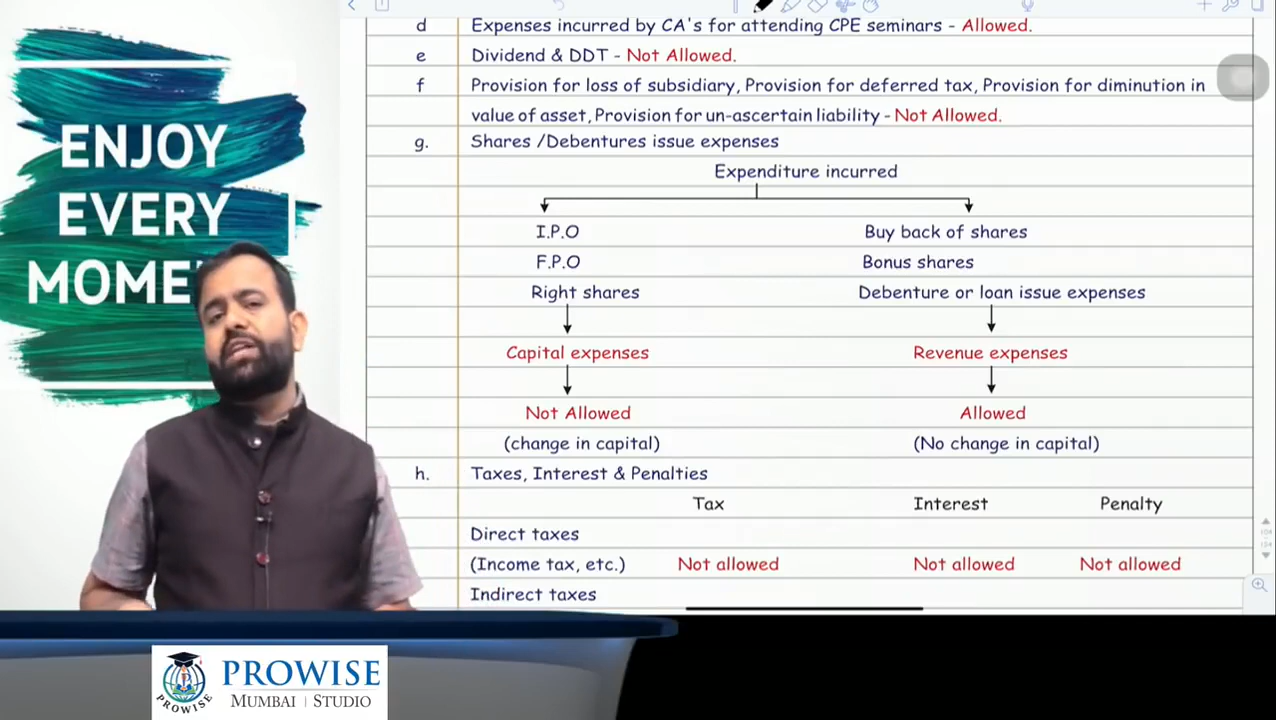 ENJOY
EVERY
MOME
d Expenses incurred by CA's for attending CPE seminars - Allowed.
e Dividend & DDT - Not Allowed.
f Provision for loss of subsidiary, Provision for deferred tax, Provision for diminution in
value of asset, Provision for un-ascertain liability - Not Allowed.
g. Shares /Debentures issue expenses
Expenditure incurred
I.P.O Buy back of shares
F.P.O Bonus shares
Right shares Debenture or loan issue expenses
Capital expenses Revenue expenses
Not Allowed Allowed
(change in capital) (No change in capital)
h. Taxes, Interest & Penalties
Tax Interest Penalty
Direct taxes
(Income tax, etc.) Not allowed Not allowed Not allowed
Indirect taxes
PROWISE
PROWISE
MUMBAI | STUDIO